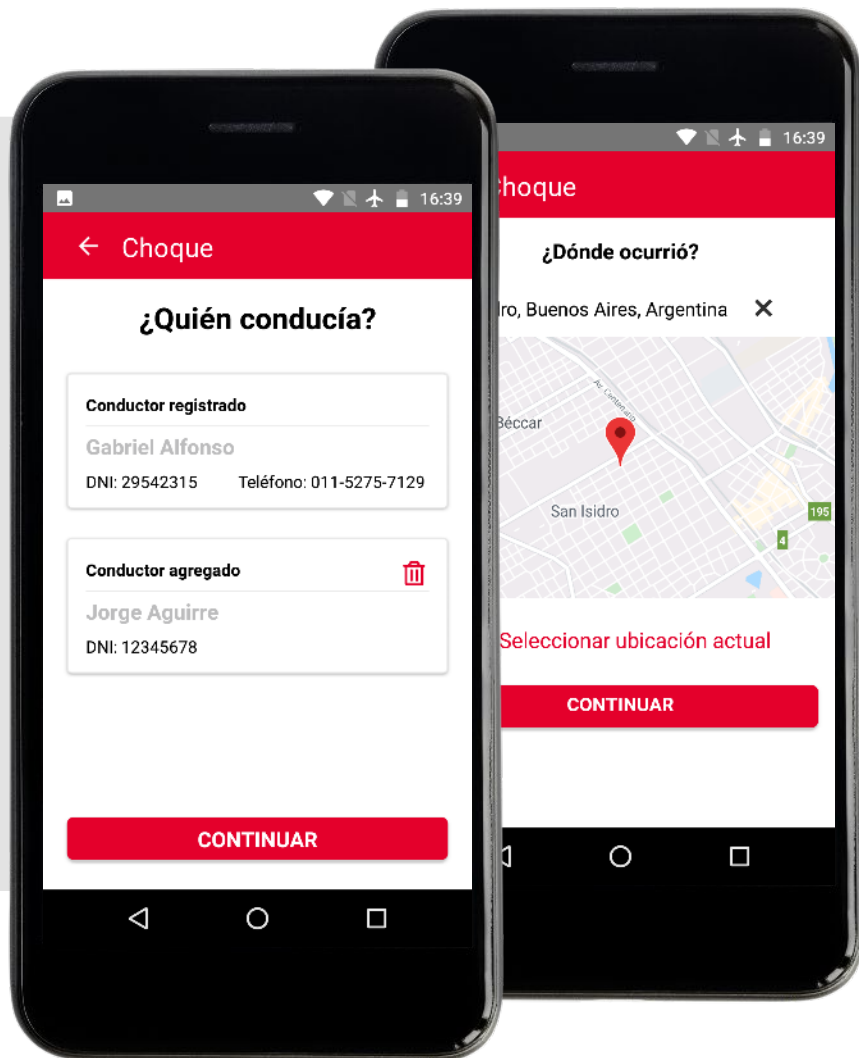 16:39
Choque
¿Quién conducía?
Conductor registrado
Gabriel Alfonso
DNI: 29542315 Teléfono: 011-5275-7129
Conductor agregado
Jorge Aguirre
DNI: 12345678
CONTINUAR
16:39
hoque
¿Dónde ocurrió?
ro, Buenos Aires, Argentina
Av. Centenario
Béccar
San Isidro
195
4
Seleccionar ubicación actual
CONTINUAR